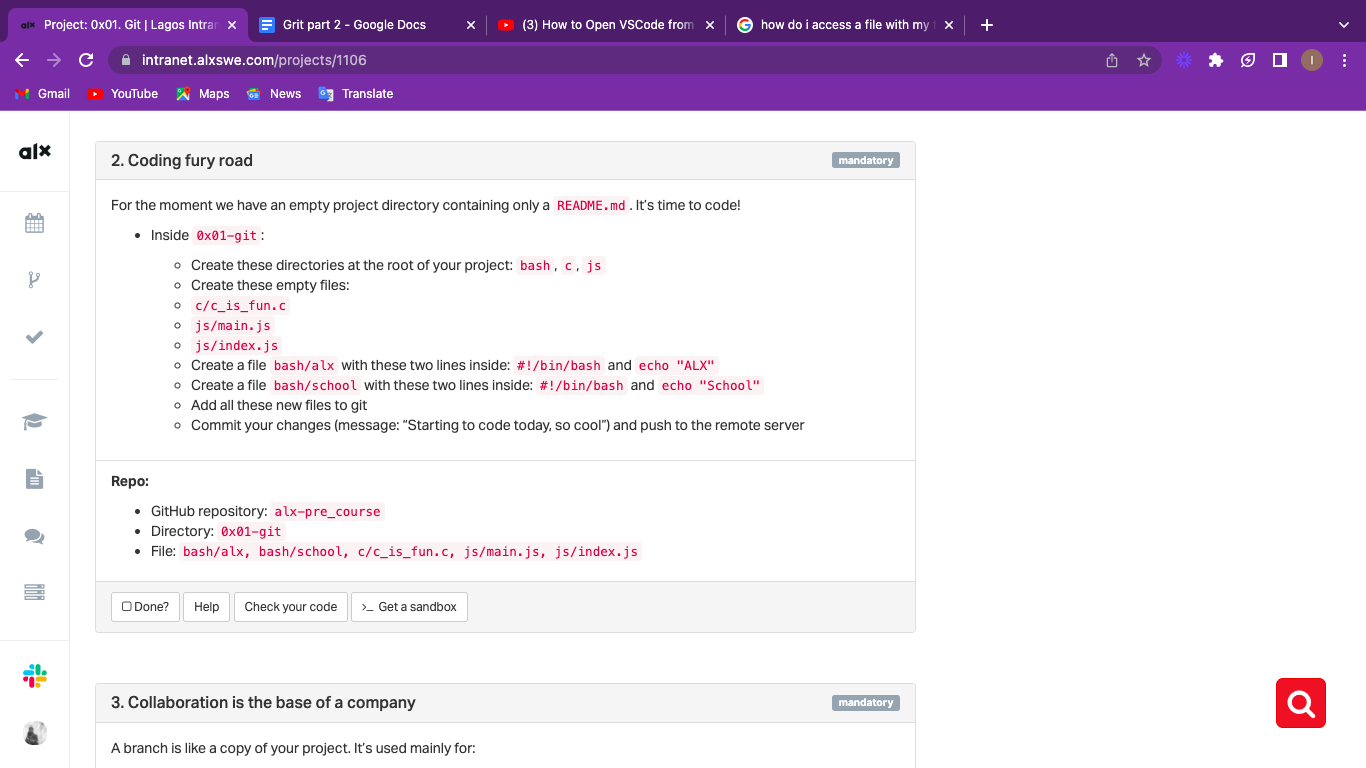 alx Project: 0x01. Git | Lagos Intran
Grit part 2 - Google Docs
(3) How to Open VSCode from
how do i access a file with my t
intranet.alxswe.com/projects/1106
I
Gmail
YouTube
Maps
News
Translate
alx
2. Coding fury road
mandatory
For the moment we have an empty project directory containing only a README.md . It’s time to code!
Inside 0x01-git :
Create these directories at the root of your project: bash , c , js
Create these empty files:
c/c_is_fun.c
js/main.js
js/index.js
Create a file bash/alx with these two lines inside: #!/bin/bash and echo "ALX"
Create a file bash/school with these two lines inside: #!/bin/bash and echo "School"
Add all these new files to git
Commit your changes (message: “Starting to code today, so cool”) and push to the remote server
Repo:
GitHub repository: alx-pre_course
Directory: 0x01-git
File: bash/alx, bash/school, c/c_is_fun.c, js/main.js, js/index.js
Done?
Help
Check your code
>_ Get a sandbox
3. Collaboration is the base of a company
mandatory
A branch is like a copy of your project. It’s used mainly for: